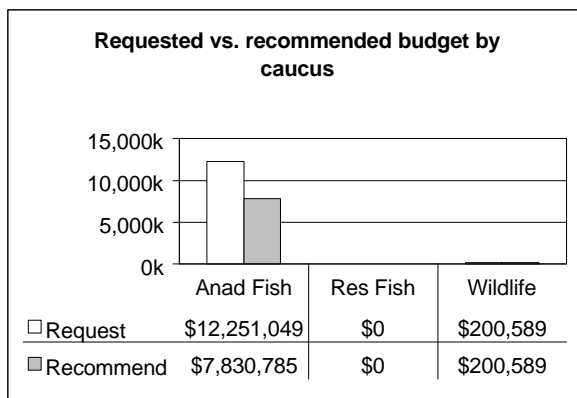 Requested vs. recommended budget by
caucus
15,000k
10,000k
5,000k
0k
Anad Fish Res Fish Wildlife
Request $12,251,049 $0 $200,589
Recommend $7,830,785 $0 $200,589